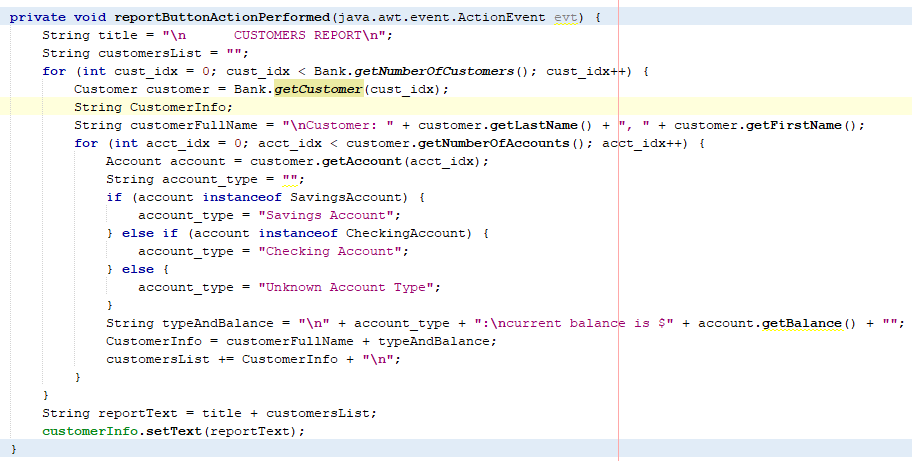 private void reportButtonActionPerformed(java.awt.event.ActionEvent evt) {
    String title = "\n      CUSTOMERS REPORT\n";
    String customersList = "";
    for (int cust_idx = 0; cust_idx < Bank.getNumberOfCustomers(); cust_idx++) {
        Customer customer = Bank.getCustomer(cust_idx);
        String CustomerInfo;
        String customerFullName = "\nCustomer: " + customer.getLastName() + ", " + customer.getFirstName();
        for (int acct_idx = 0; acct_idx < customer.getNumberOfAccounts(); acct_idx++) {
            Account account = customer.getAccount(acct_idx);
            String account_type = "";
            if (account instanceof SavingsAccount) {
                account_type = "Savings Account";
            } else if (account instanceof CheckingAccount) {
                account_type = "Checking Account";
            } else {
                account_type = "Unknown Account Type";
            }
            String typeAndBalance = "\n" + account_type + ":\ncurrent balance is $" + account.getBalance() + "";
            CustomerInfo = customerFullName + typeAndBalance;
            customersList += CustomerInfo + "\n";
        }
    }
    String reportText = title + customersList;
    customerInfo.setText(reportText);
}